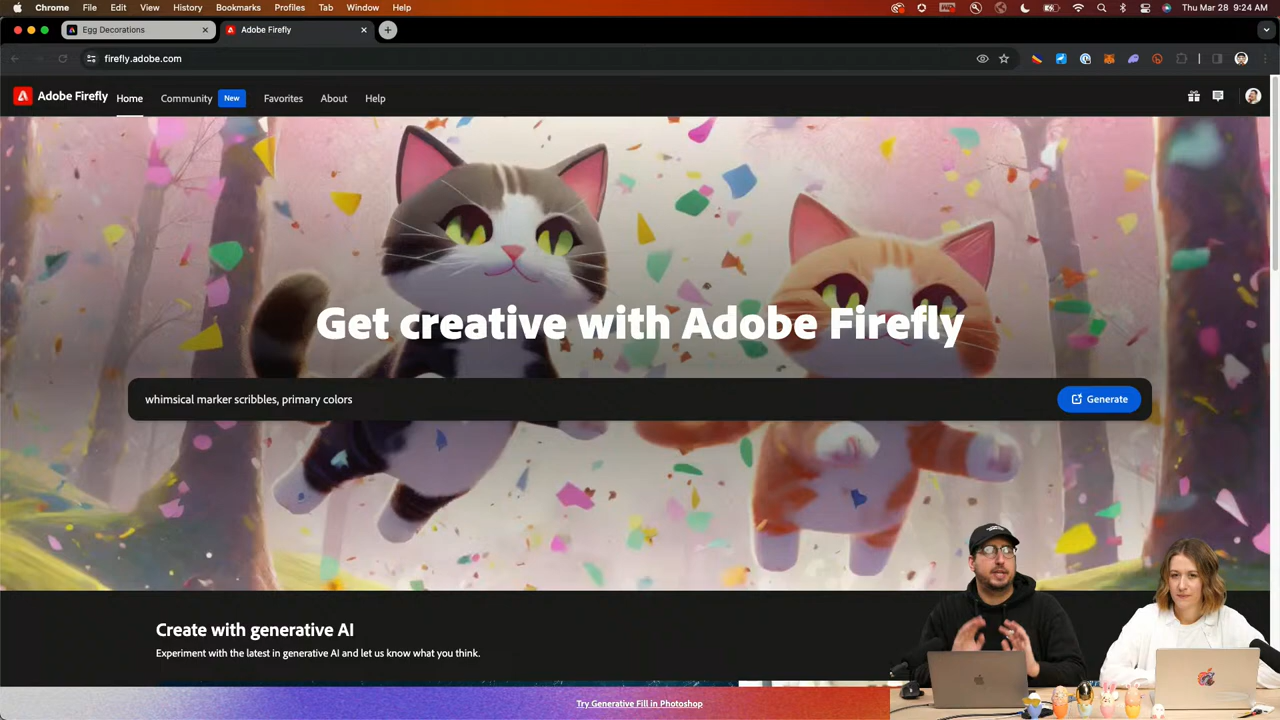 Chrome File Edit View History Bookmarks Profiles Tab Window Help Thu Mar 28 9:24 AM
Egg Decorations Adobe Firefly
firefly.adobe.com
Adobe Firefly Home Community New Favorites About Help
Get creative with Adobe Firefly
whimsical marker scribbles, primary colors Generate
Create with generative AI
Experiment with the latest in generative AI and let us know what you think.
Try Generative Fill in Photoshop